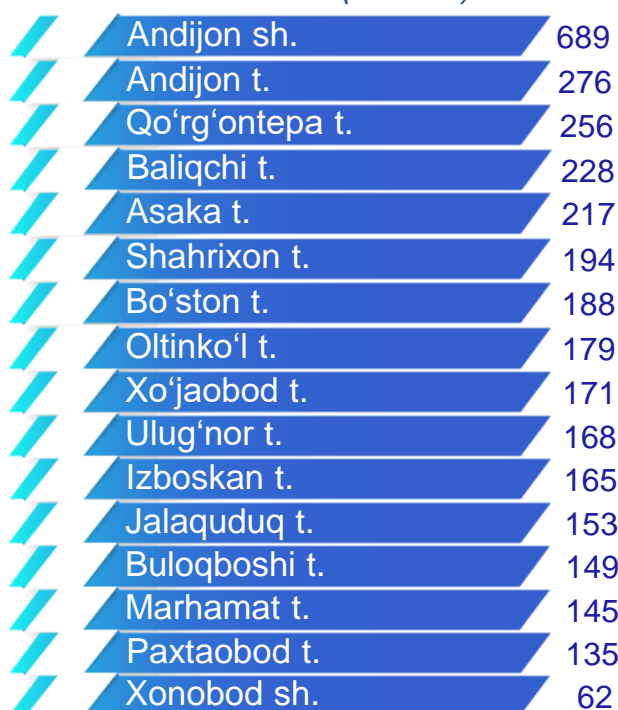 Andijon sh. 689
Andijon t. 276
Qo‘rg‘ontepa t. 256
Baliqchi t. 228
Asaka t. 217
Shahrixon t. 194
Bo‘ston t. 188
Oltinko‘l t. 179
Xo‘jaobod t. 171
Ulug‘nor t. 168
Izboskan t. 165
Jalaquduq t. 153
Buloqboshi t. 149
Marhamat t. 145
Paxtaobod t. 135
Xonobod sh. 62